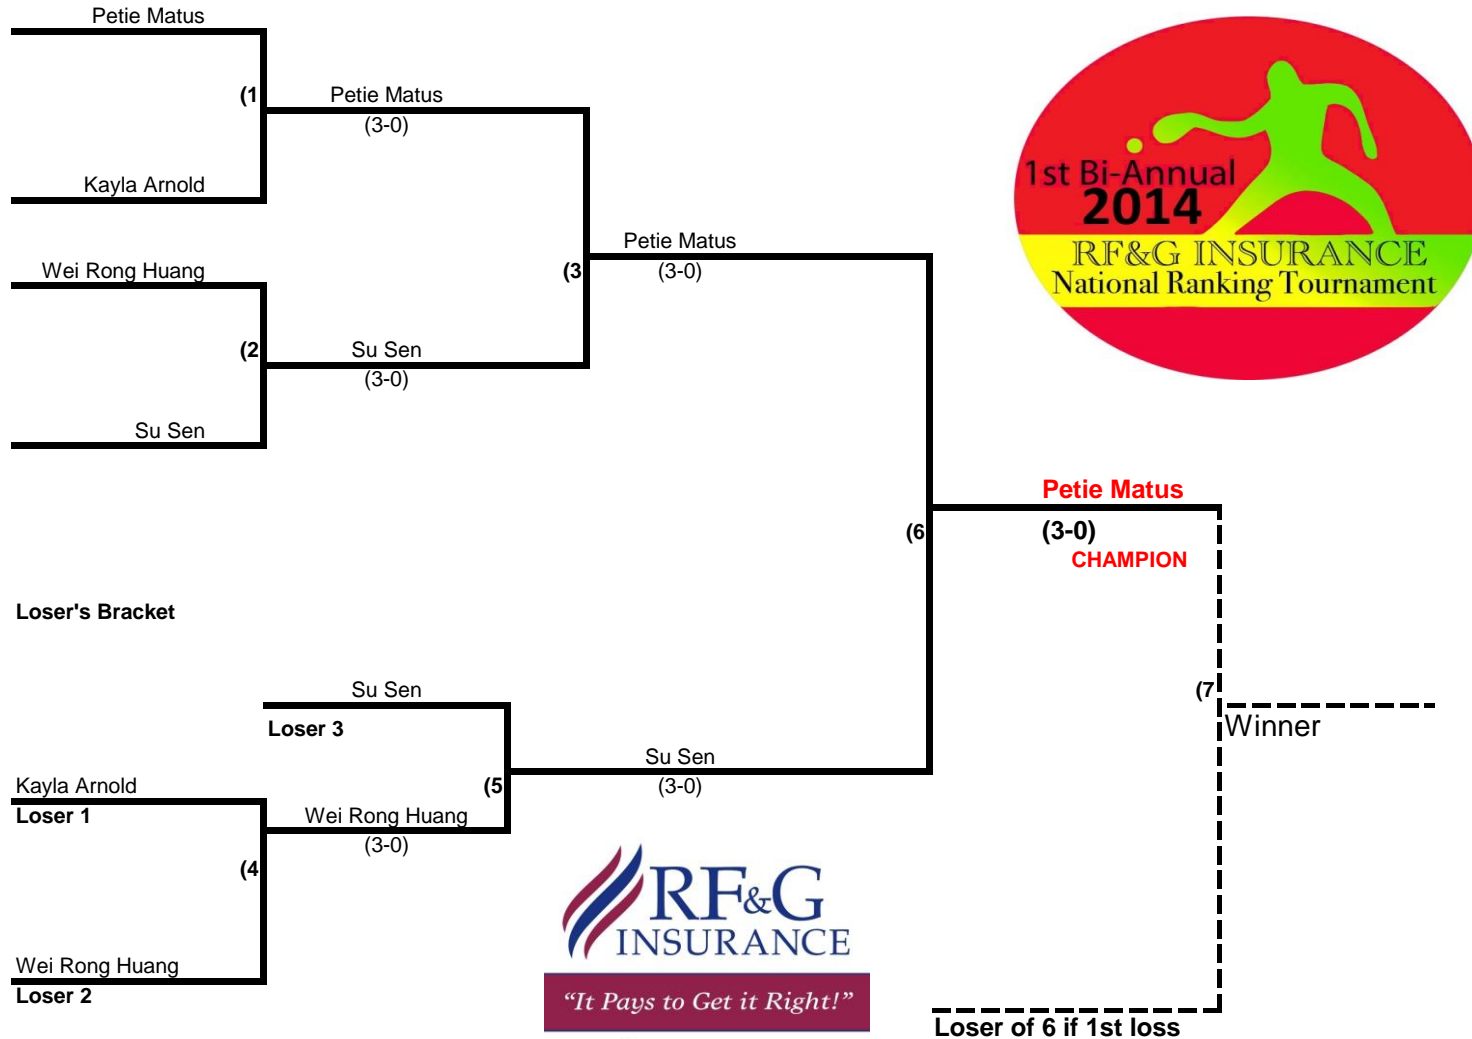 Petie Matus
(1
Petie Matus
(3-0)
Kayla Arnold
Wei Rong Huang
(2
Su Sen
(3-0)
Su Sen
(3
Petie Matus
(3-0)
1st Bi-Annual
2014
RF&G INSURANCE
National Ranking Tournament
(6
Petie Matus
(3-0)
CHAMPION
Loser's Bracket
Su Sen
Loser 3
Kayla Arnold
Loser 1
(5
Su Sen
(3-0)
Wei Rong Huang
(3-0)
(4
Wei Rong Huang
Loser 2
(7
Winner
RF&G
INSURANCE
"It Pays to Get it Right!"
Loser of 6 if 1st loss